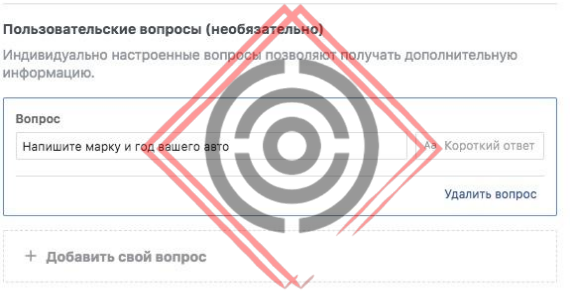 Пользовательские вопросы (необязательно)
Индивидуально настроенные вопросы позволяют получать дополнительную
информацию.
Вопрос
Напишите марку и год вашего авто
Аа Короткий ответ
Удалить вопрос
+ Добавить свой вопрос